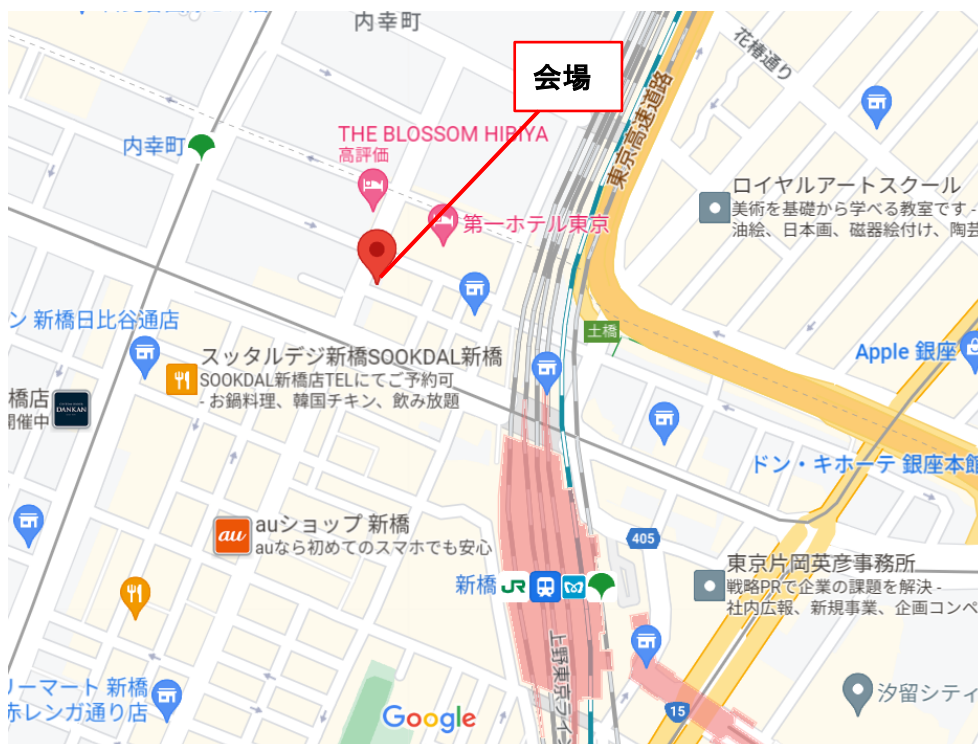 内幸町
会場
花椿通り
東京高速道路
THE BLOSSOM HIBIYA
高評価
内幸町
第一ホテル東京
ロイヤルアートスクール
美術を基礎から学べる教室です -
油絵、日本画、磁器絵付け、陶芸
土橋
ン 新橋日比谷通店
Apple 銀座
スッタルデジ新橋SOOKDAL新橋
SOOKDAL新橋店TELにてご予約可
- お鍋料理、韓国チキン、飲み放題
橋店
開催中
DANKAN
ドン・キホーテ 銀座本館
au
auショップ 新橋
auなら初めてのスマホでも安心
405
東京片岡英彦事務所
戦略PRで企業の課題を解決 -
社内広報、新規事業、企画コンペ
新橋
JR
上野東京ライン
リーマート 新橋
赤レンガ通り店
汐留シティ
15
Google